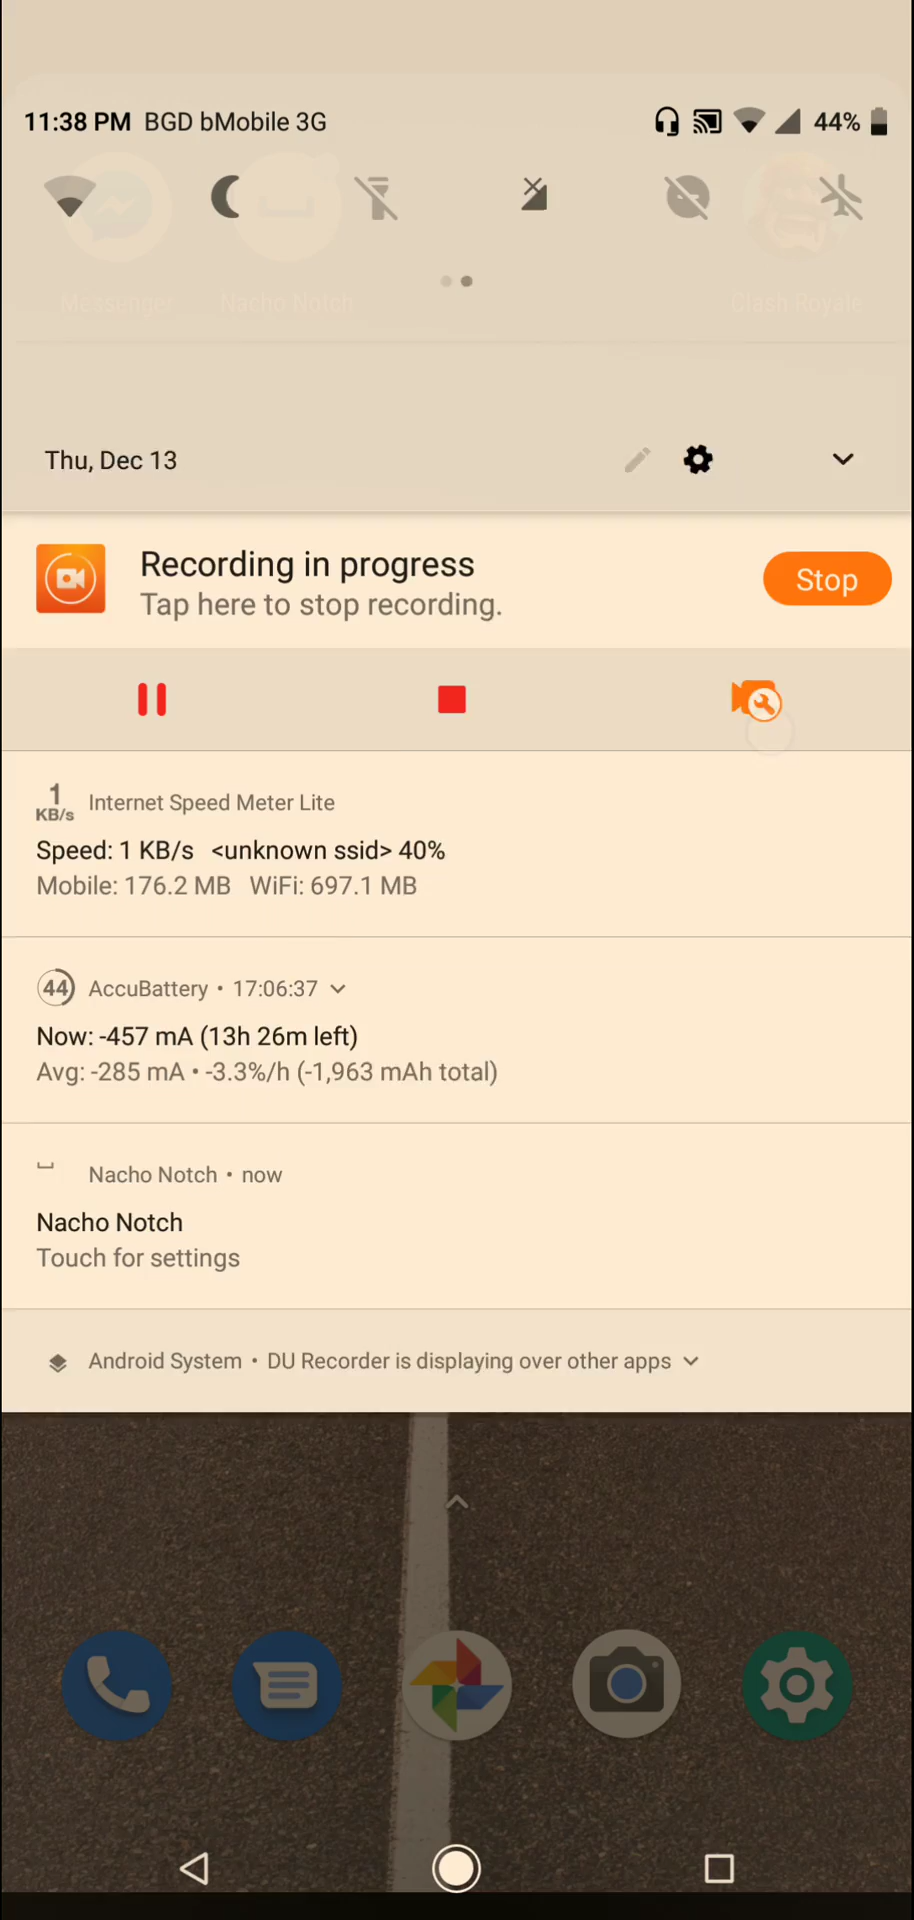 11:38 PM BGD bMobile 3G 44%
Messenger Nacho Notch Clash Royale
Thu, Dec 13
Recording in progress
Tap here to stop recording.
Stop
1
KB/s Internet Speed Meter Lite
Speed: 1 KB/s <unknown ssid> 40%
Mobile: 176.2 MB WiFi: 697.1 MB
44 AccuBattery • 17:06:37
Now: -457 mA (13h 26m left)
Avg: -285 mA • -3.3%/h (-1,963 mAh total)
Nacho Notch • now
Nacho Notch
Touch for settings
Android System • DU Recorder is displaying over other apps